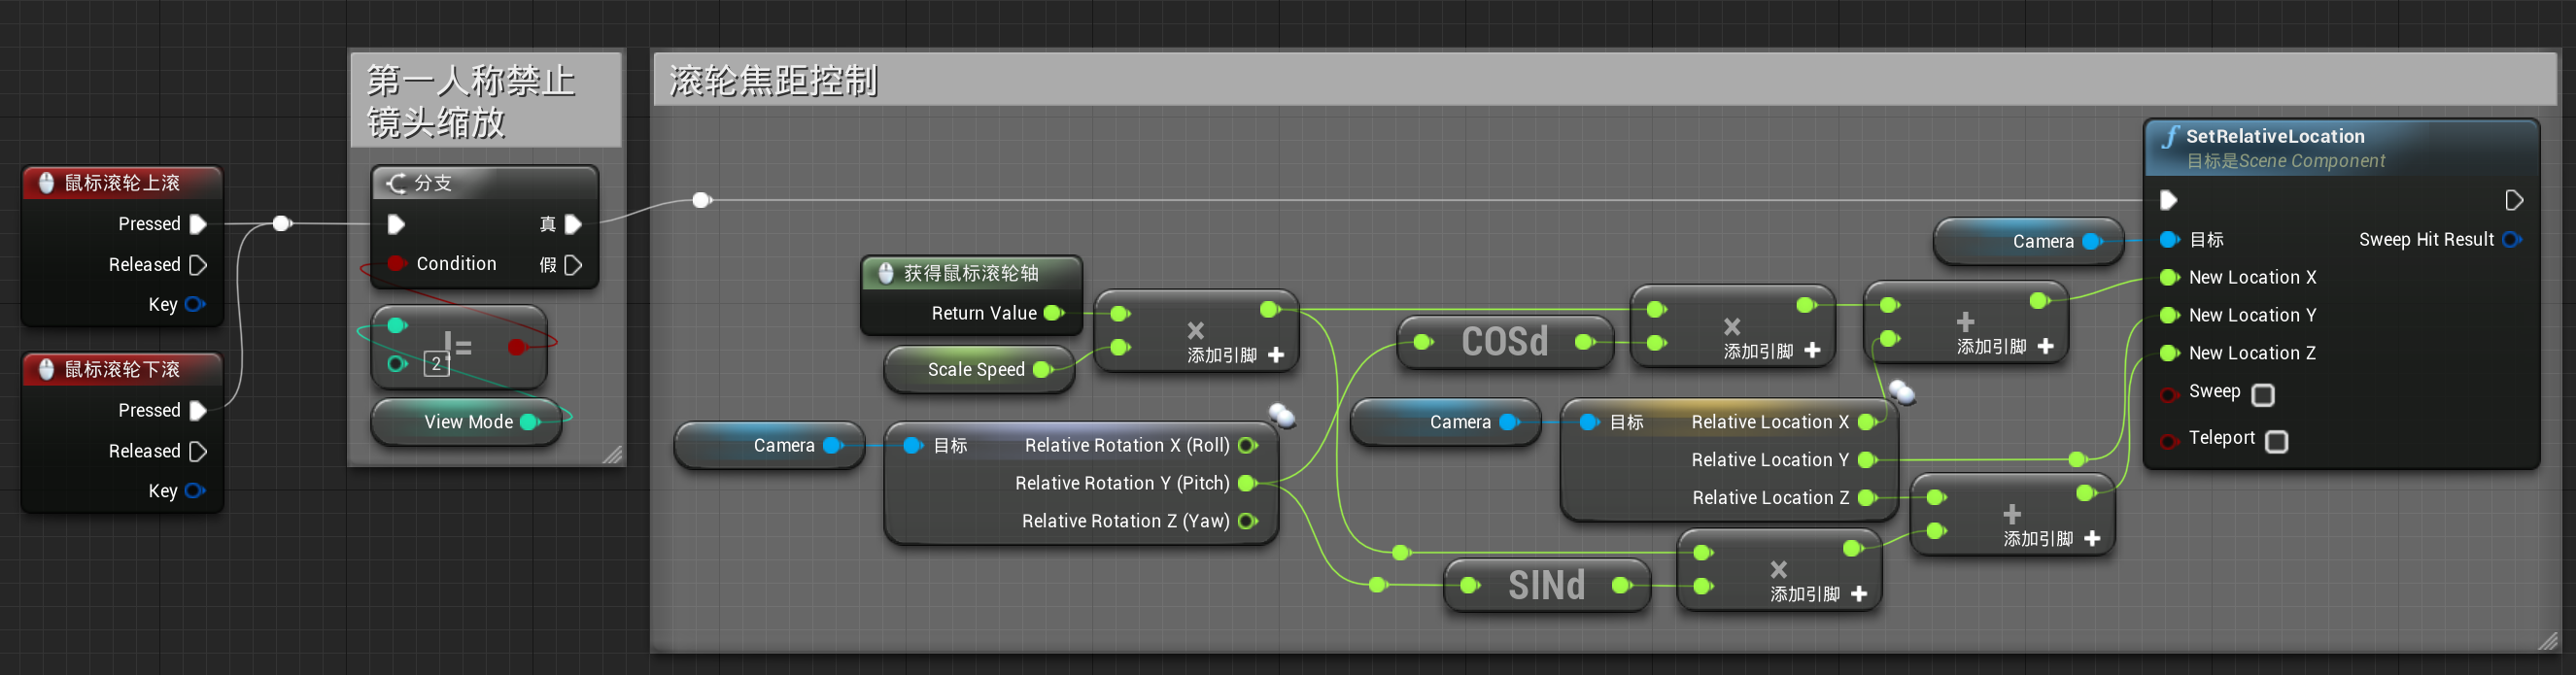 第一人称禁止
镜头缩放
滚轮焦距控制
鼠标滚轮上滚
Pressed
Released
Key
鼠标滚轮下滚
Pressed
Released
Key
分支
真
Condition
假
!=
2
View Mode
获得鼠标滚轮轴
Return Value
Scale Speed
×
添加引脚 +
Camera
目标
Relative Rotation X (Roll)
Relative Rotation Y (Pitch)
Relative Rotation Z (Yaw)
COSd
×
添加引脚 +
+
添加引脚 +
Camera
目标
Relative Location X
Relative Location Y
Relative Location Z
SINd
×
添加引脚 +
+
添加引脚 +
Camera
f SetRelativeLocation
目标是Scene Component
目标
Sweep Hit Result
New Location X
New Location Y
New Location Z
Sweep
Teleport